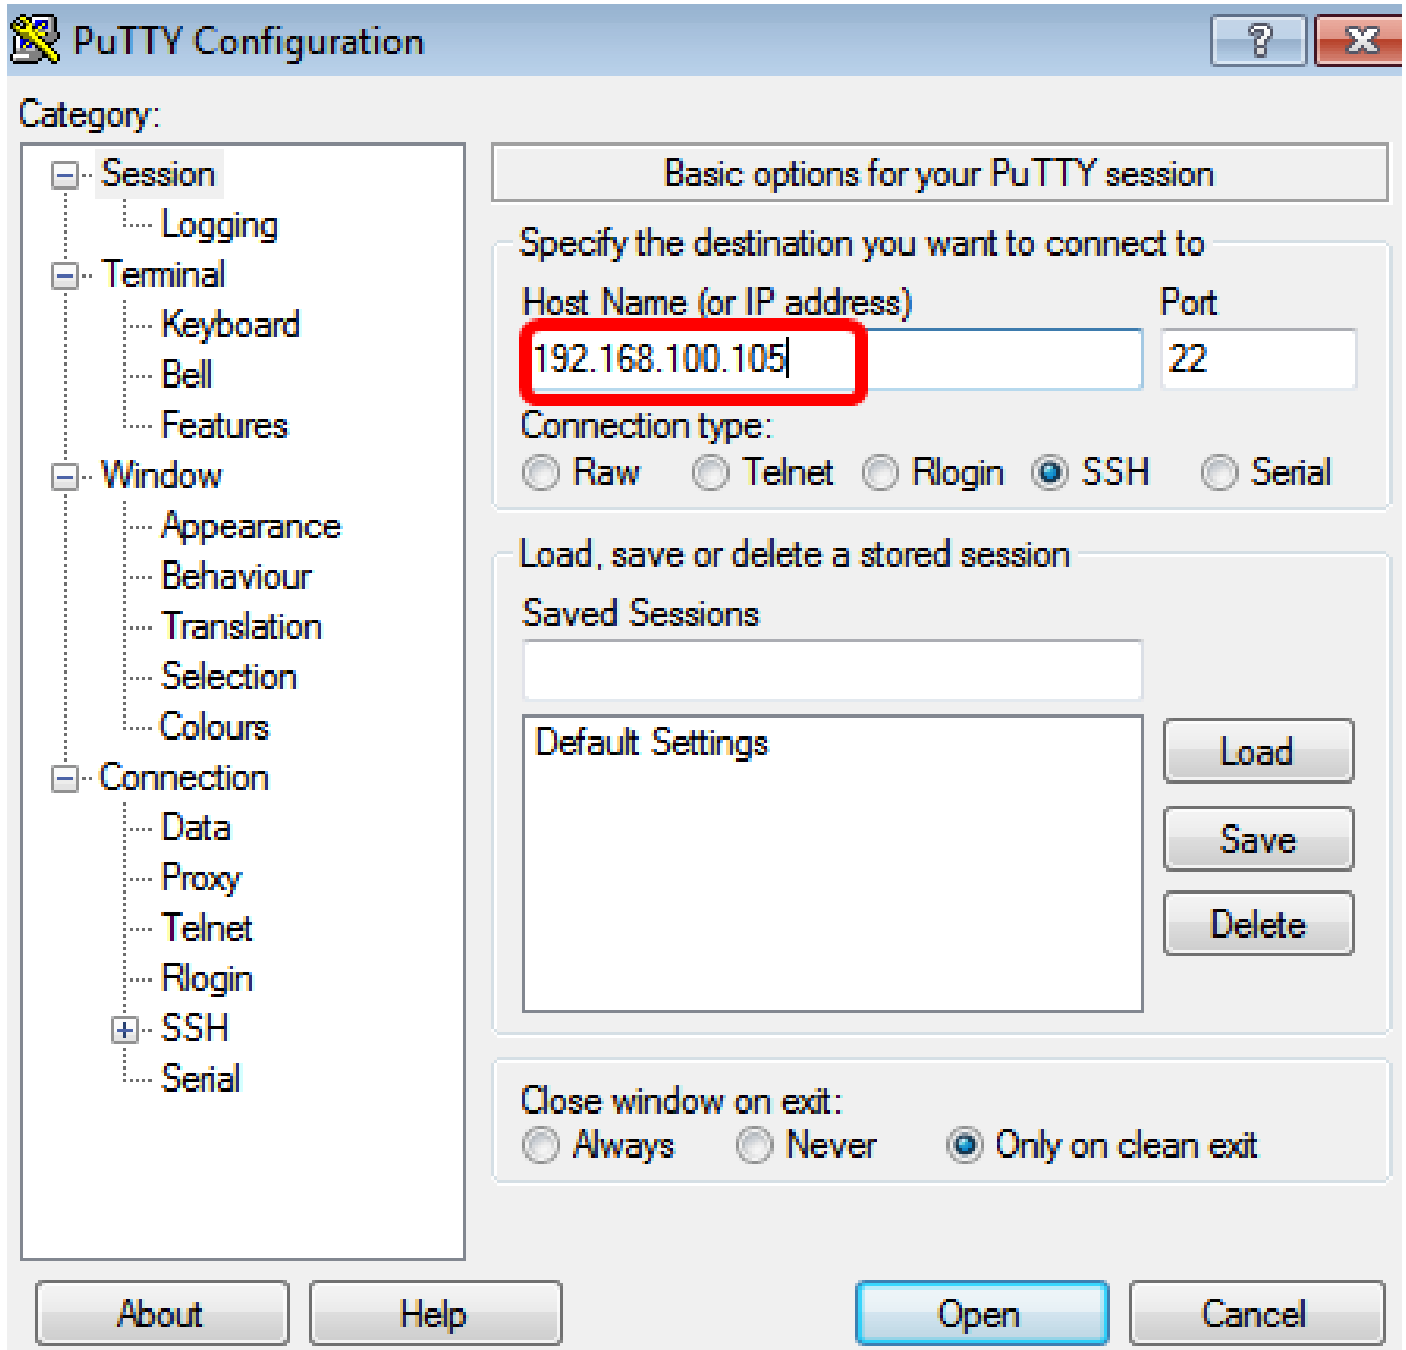 PuTTY Configuration
?
Category:
Session
Logging
Terminal
Keyboard
Bell
Features
Window
Appearance
Behaviour
Translation
Selection
Colours
Connection
Data
Proxy
Telnet
Rlogin
SSH
Serial
Basic options for your PuTTY session
Specify the destination you want to connect to
Host Name (or IP address) Port
192.168.100.105 22
Connection type:
Raw Telnet Rlogin SSH Serial
Load, save or delete a stored session
Saved Sessions
Default Settings
Load
Save
Delete
Close window on exit:
Always Never Only on clean exit
About Help Open Cancel